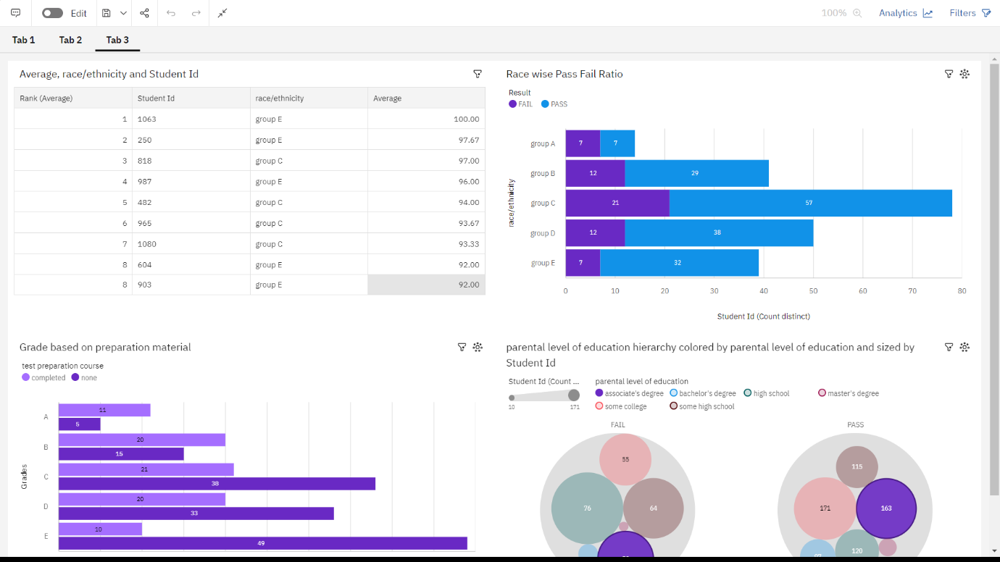 Edit
100% Analytics Filters
Tab 1 Tab 2 Tab 3
Average, race/ethnicity and Student Id
Rank (Average) Student Id race/ethnicity Average
1 1063 group E 100.00
2 250 group E 97.67
3 818 group C 97.00
4 987 group E 96.00
5 482 group C 94.00
6 965 group C 93.67
7 1080 group C 93.33
8 604 group E 92.00
8 903 group E 92.00
Race wise Pass Fail Ratio
Result
FAIL PASS
race/ethnicity
group A 7 7
group B 12 29
group C 21 57
group D 12 38
group E 7 32
0 10 20 30 40 50 60 70 80
Student Id (Count distinct)
Grade based on preparation material
test preparation course
completed none
Grades
A 11
5
B 20
15
C 21
38
D 20
33
E 10
49
parental level of education hierarchy colored by parental level of education and sized by
Student Id
Student Id (Count ...
10 171
parental level of education
associate's degree bachelor's degree high school master's degree
some college some high school
FAIL PASS
55
76 64
115
171 163
120